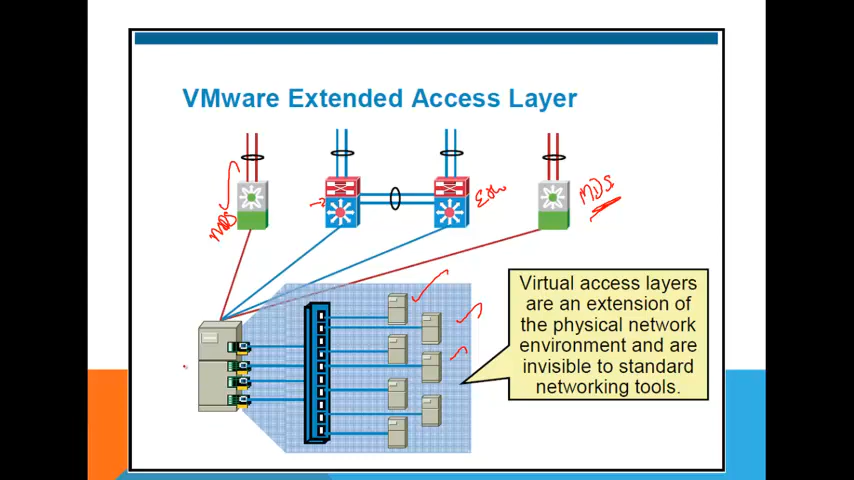 VMware Extended Access Layer
MDS
MDS
Eth
Virtual access layers
are an extension of
the physical network
environment and are
invisible to standard
networking tools.